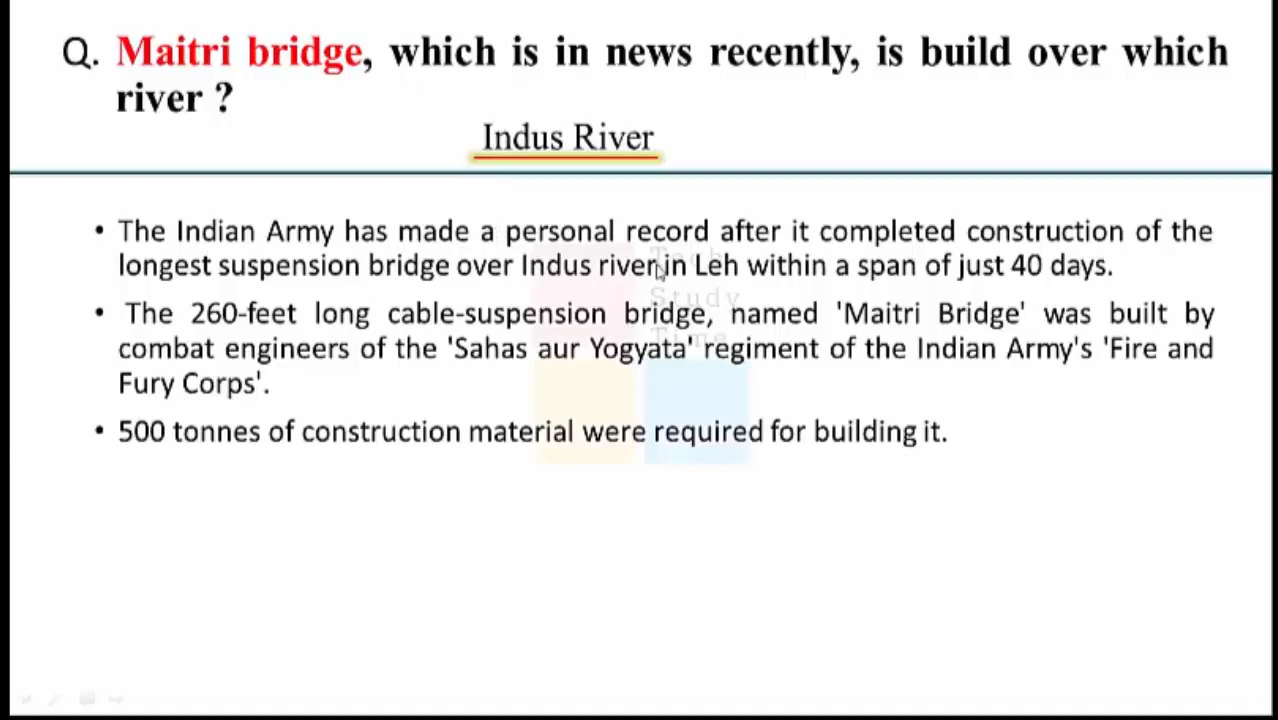 Q. Maitri bridge, which is in news recently, is build over which
river ?
Indus River
• The Indian Army has made a personal record after it completed construction of the
longest suspension bridge over Indus river in Leh within a span of just 40 days.
• The 260-feet long cable-suspension bridge, named 'Maitri Bridge' was built by
combat engineers of the 'Sahas aur Yogyata' regiment of the Indian Army's 'Fire and
Fury Corps'.
• 500 tonnes of construction material were required for building it.
Study